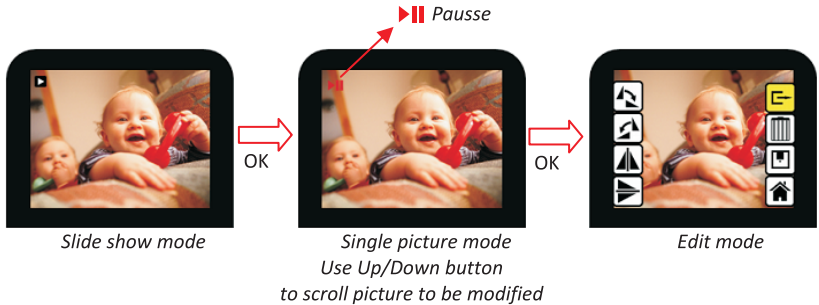 Pausse
OK
OK
Slide show mode
Single picture mode
Use Up/Down button
to scroll picture to be modified
Edit mode